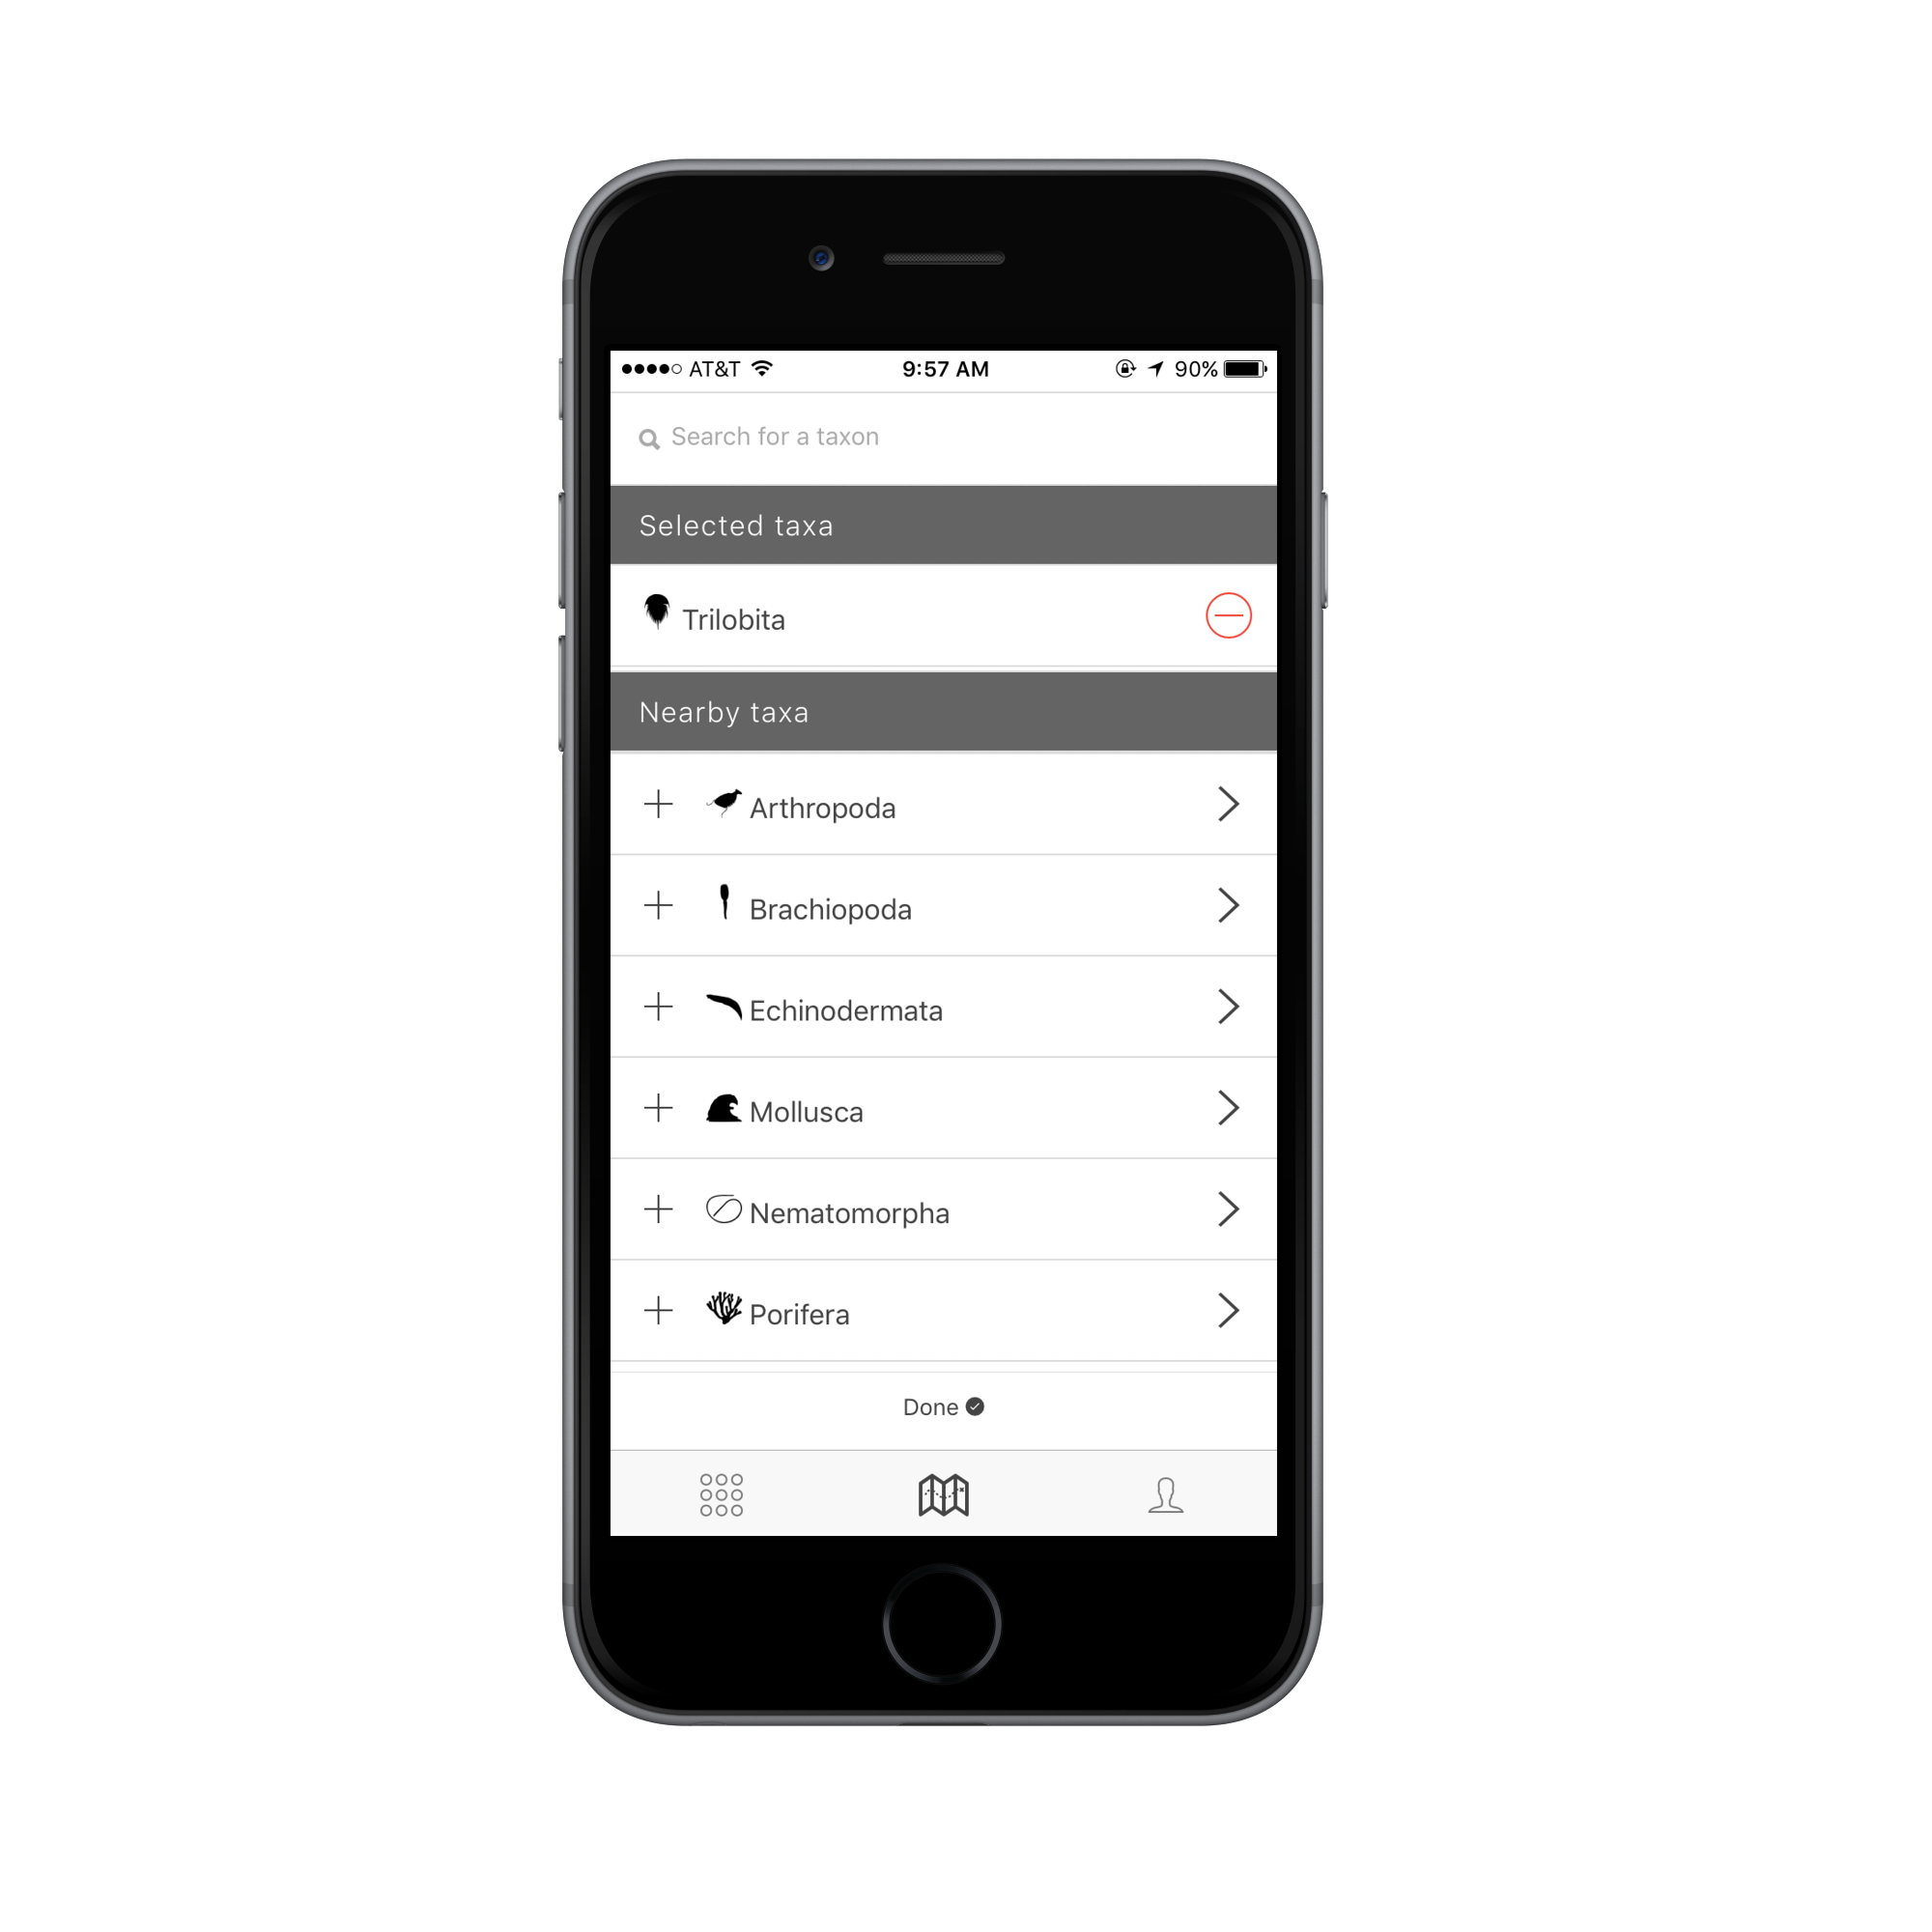 AT&T 9:57 AM 90%
Search for a taxon
Selected taxa
Trilobita
Nearby taxa
Arthropoda
Brachiopoda
Echinodermata
Mollusca
Nematomorpha
Porifera
Done